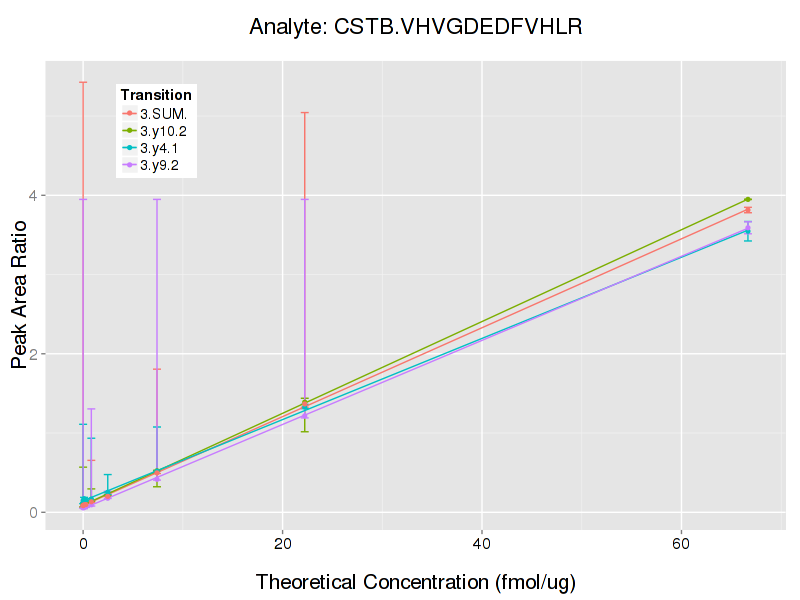 Analyte: CSTB.VHVGDEDFVHLR
Transition
3.SUM.
3.y10.2
3.y4.1
3.y9.2
4
2
0
Peak Area Ratio
0 20 40 60
Theoretical Concentration (fmol/ug)